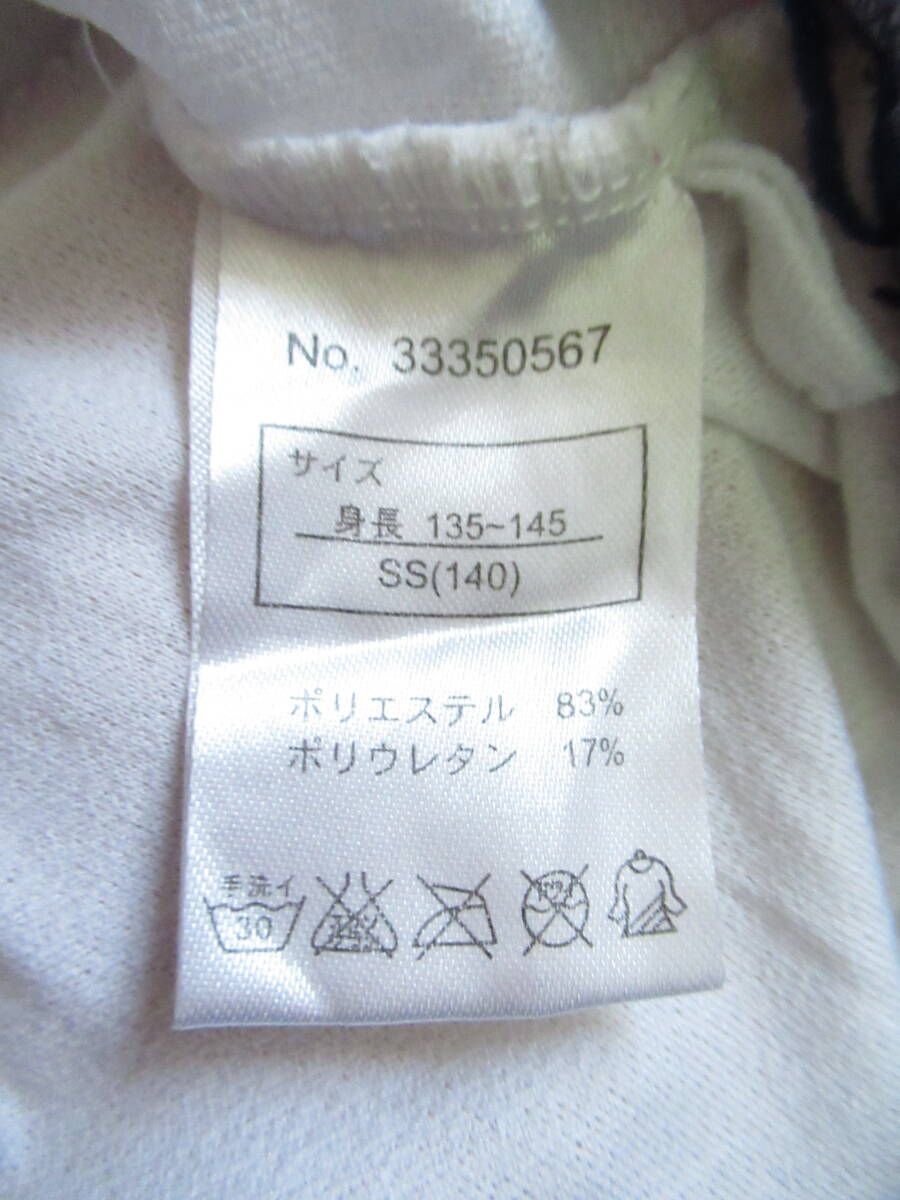 No. 33350567
サイズ
身長 135~145
SS(140)
ポリエステル 83%
ポリウレタン 17%
手洗イ
30